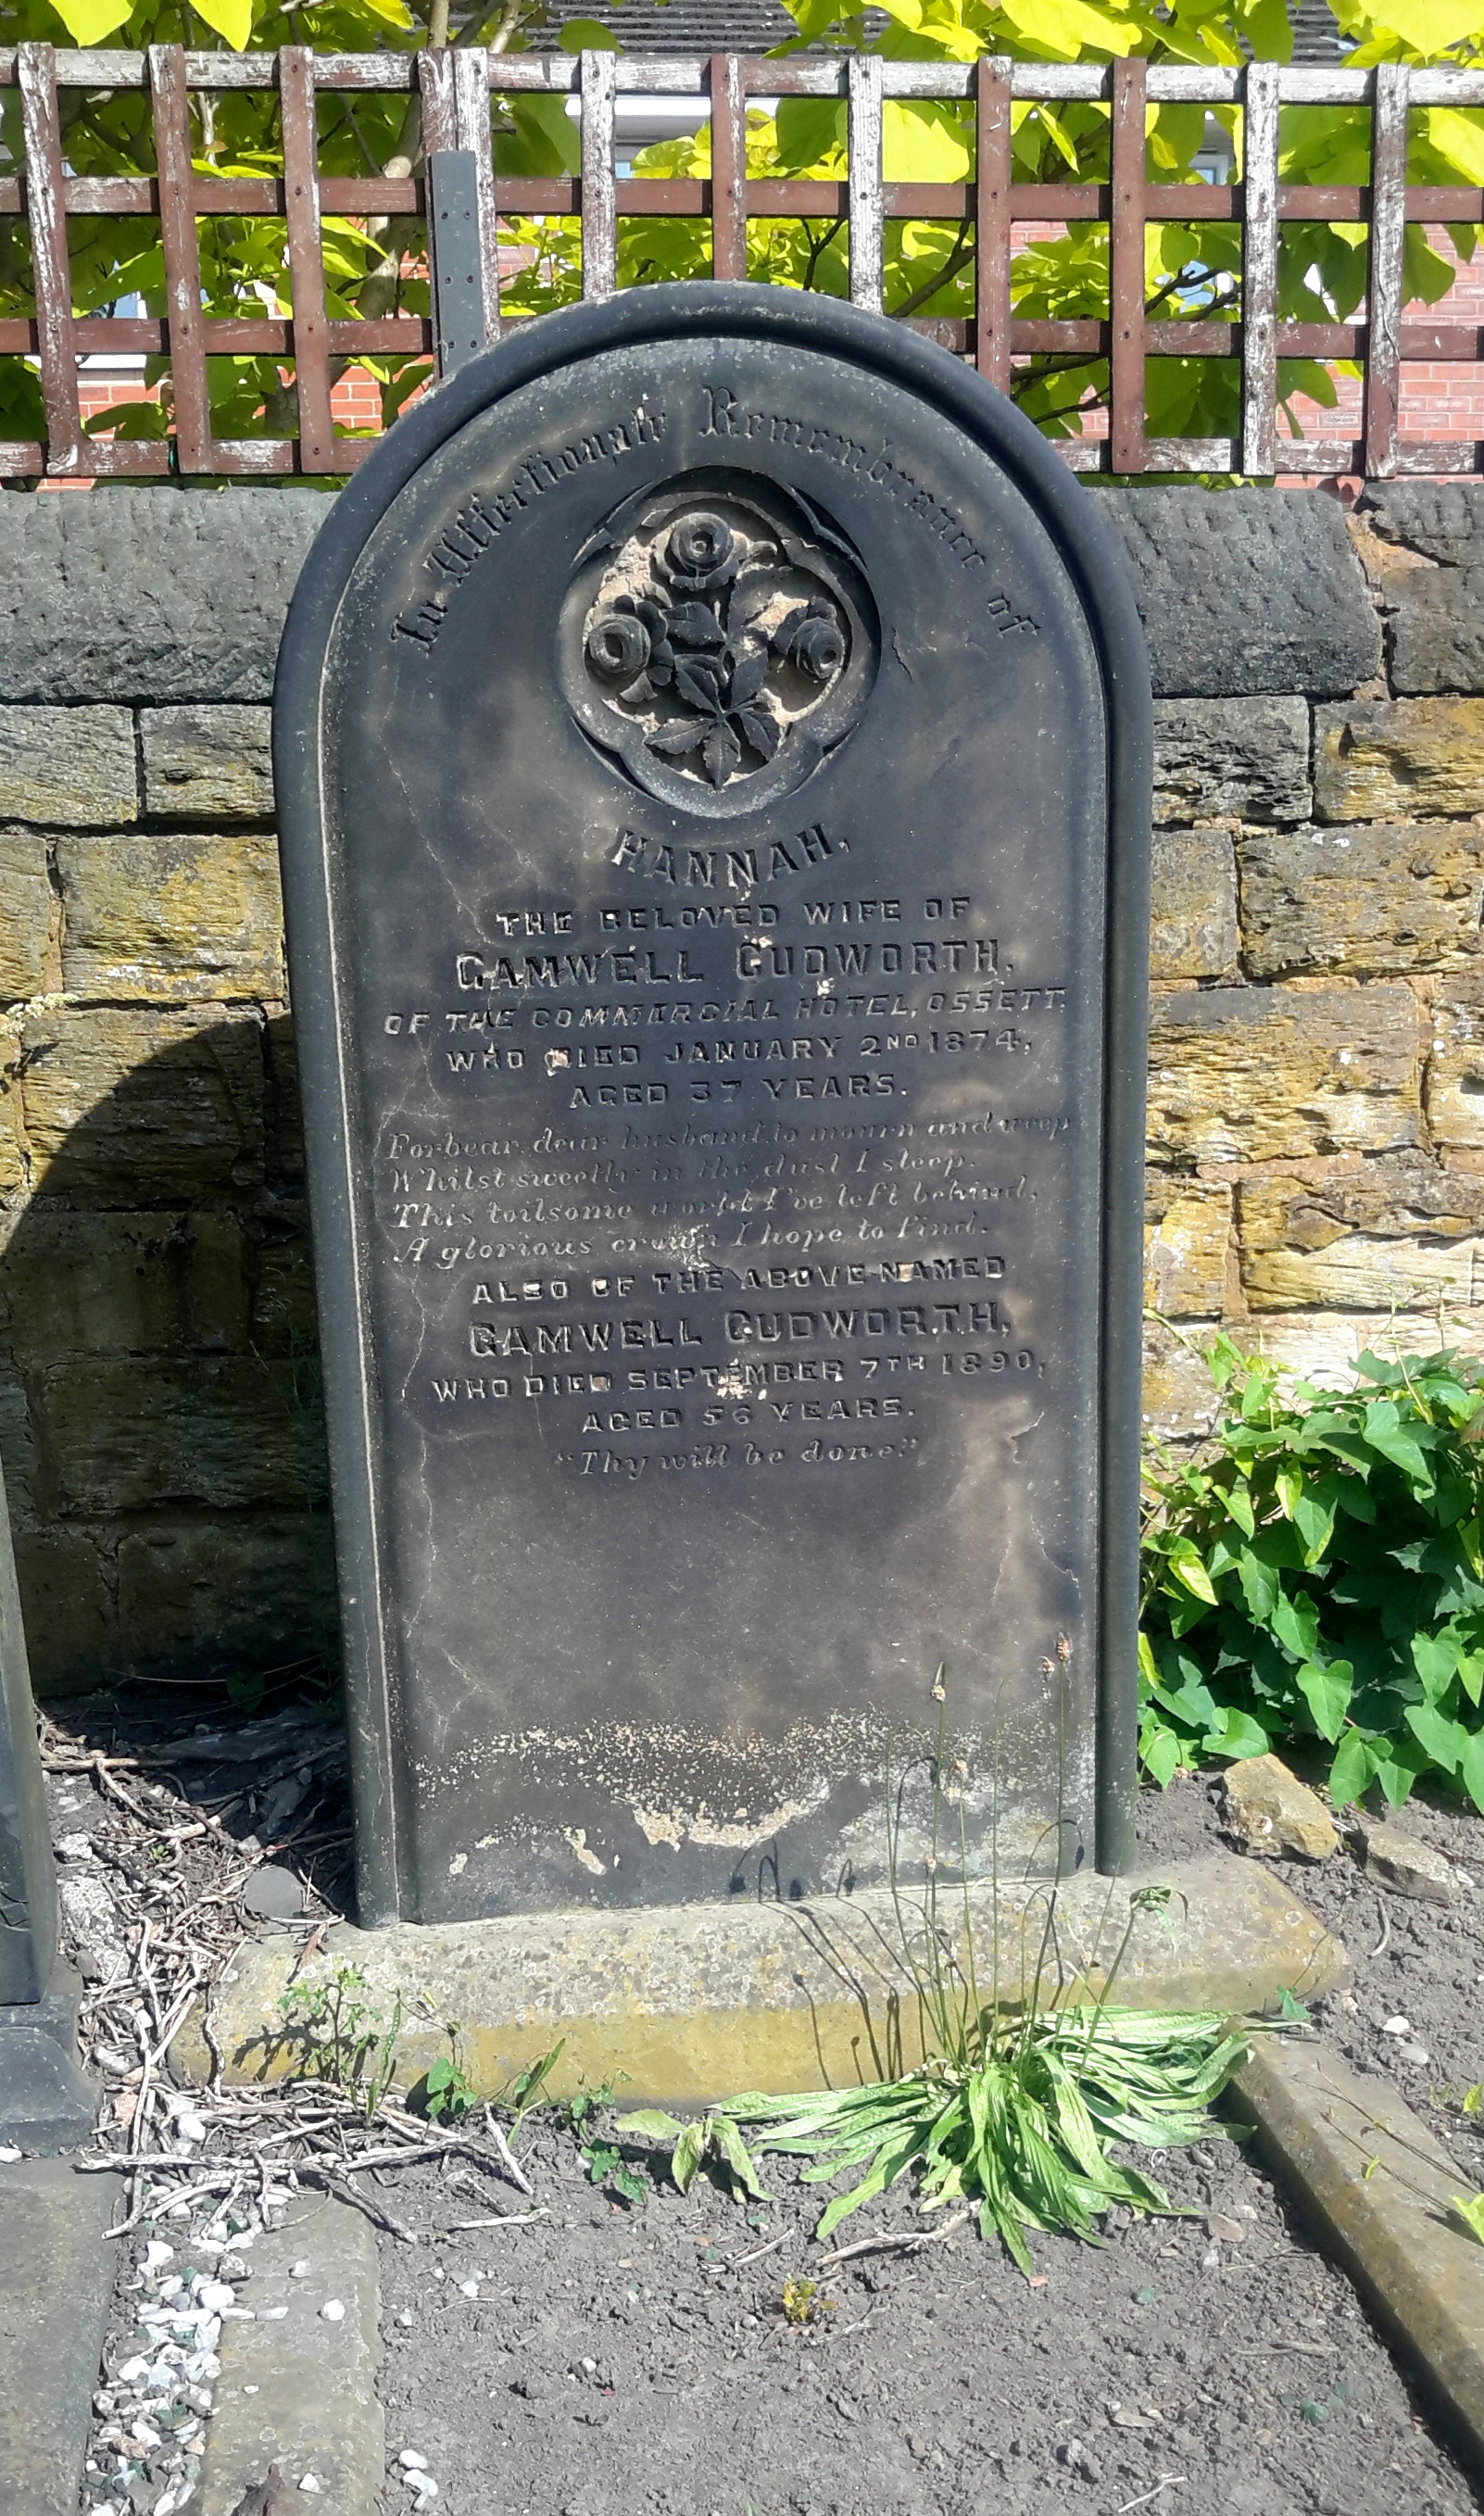 In Affectionate Remembrance of
HANNAH,
THE BELOVED WIFE OF
GAMWELL CUDWORTH,
OF THE COMMERCIAL HOTEL, OSSETT,
WHO DIED JANUARY 2ND 1874,
AGED 37 YEARS.
Forbear, dear husband, to mourn and weep
Whilst sweetly in the dust I sleep.
This toilsome world I've left behind,
A glorious crown I hope to find.
ALSO OF THE ABOVE-NAMED
GAMWELL CUDWORTH,
WHO DIED SEPTEMBER 7TH 1890,
AGED 56 YEARS.
"Thy will be done."